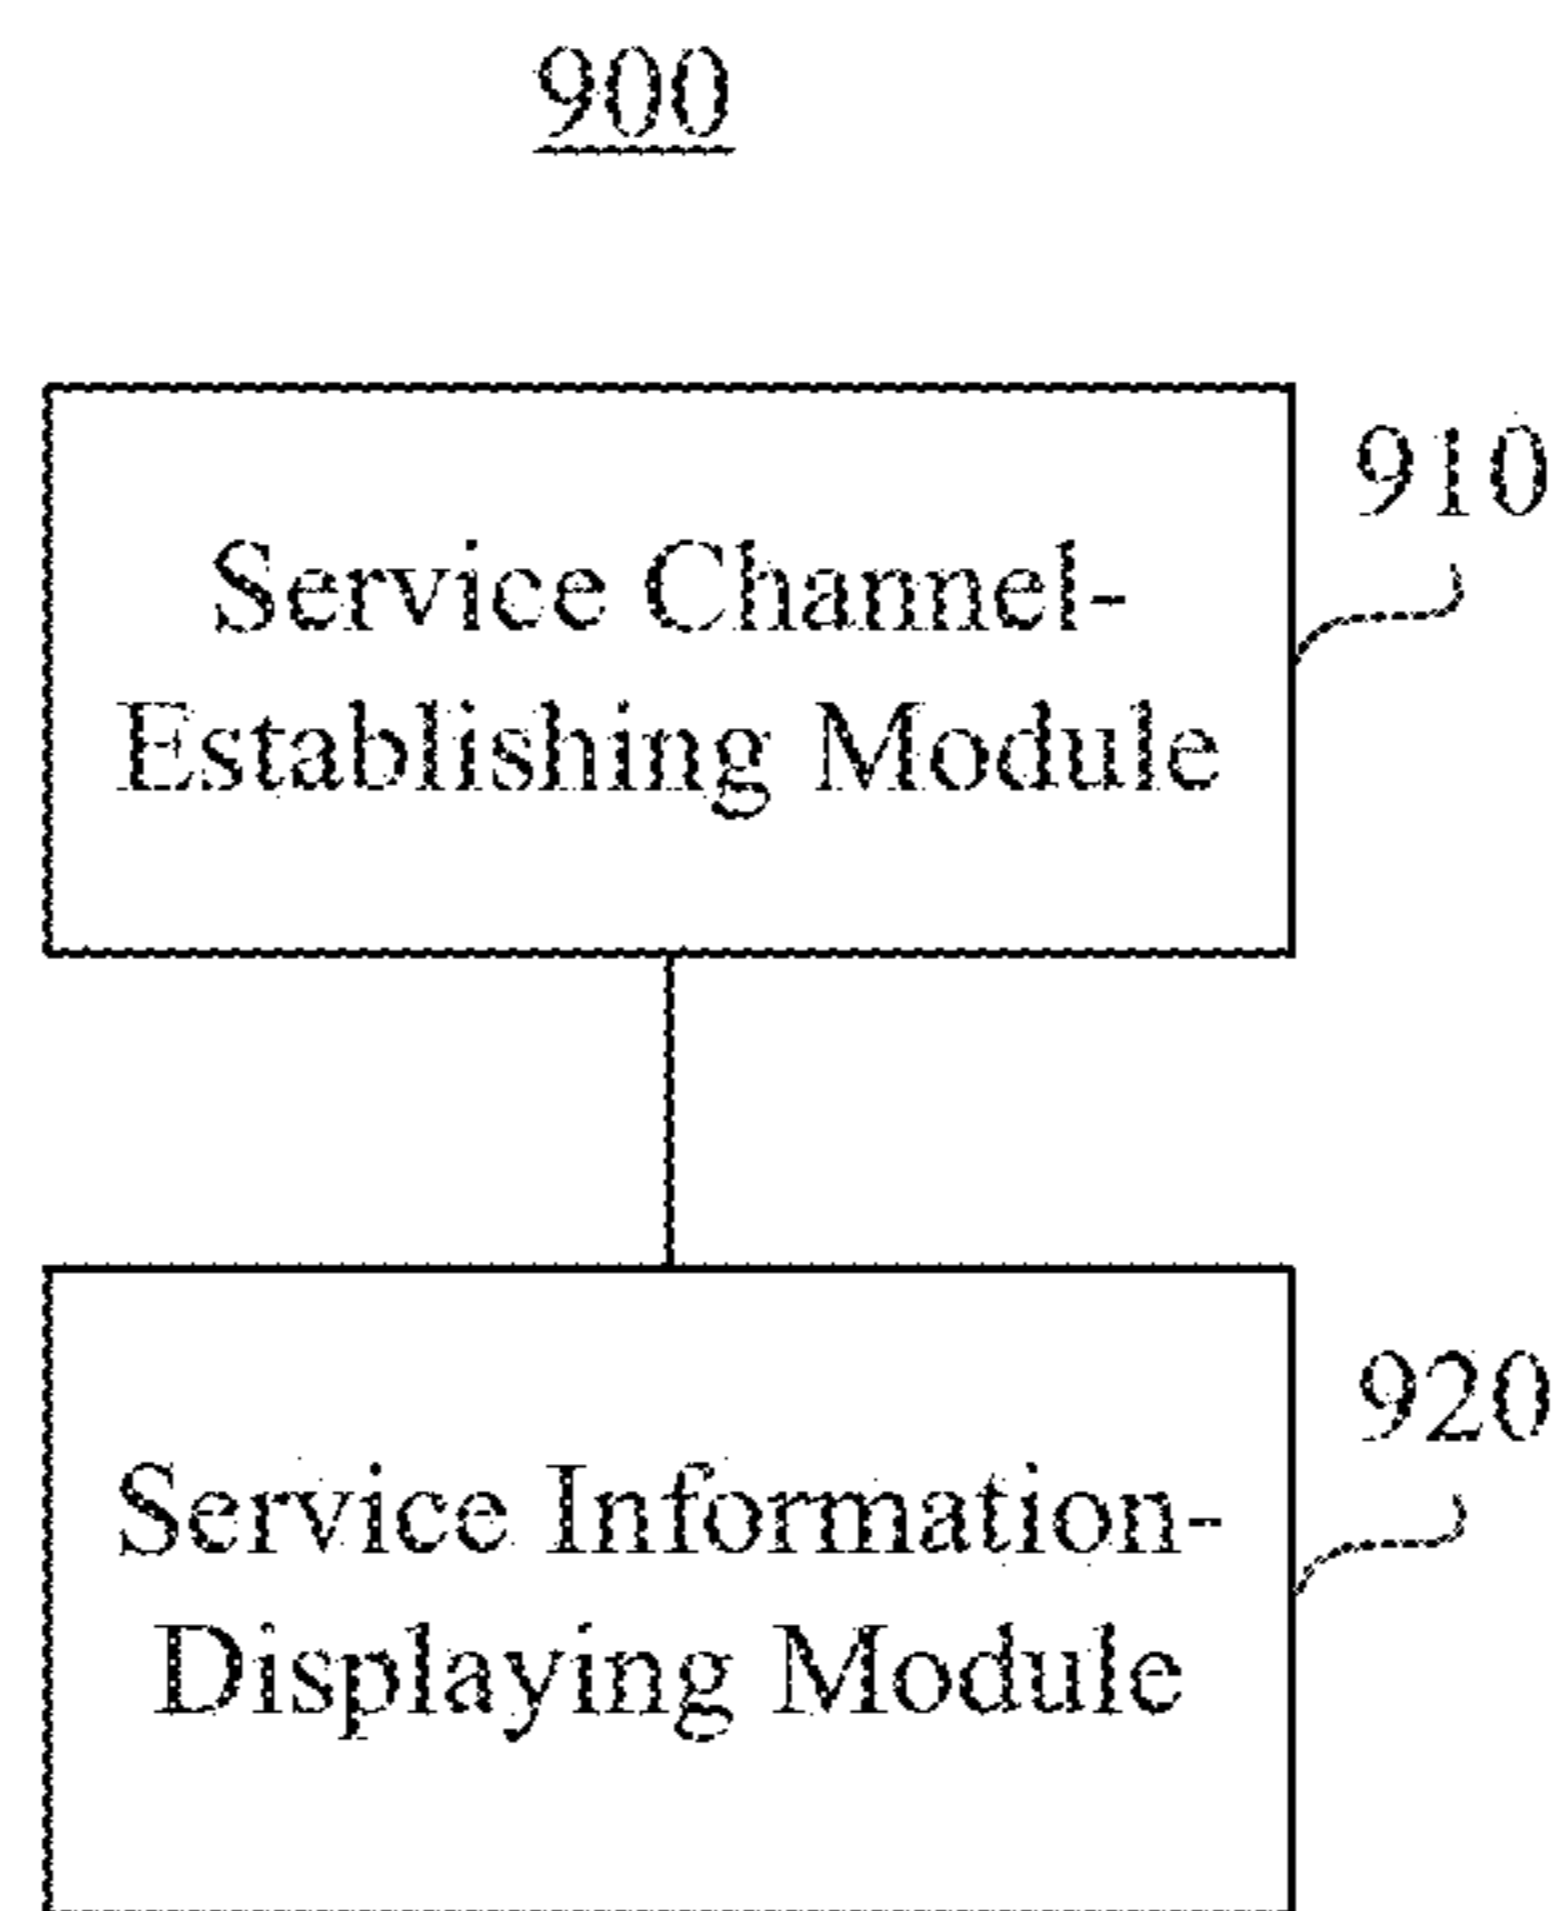 900
910
Service Channel-
Establishing Module
920
Service Information-
Displaying Module